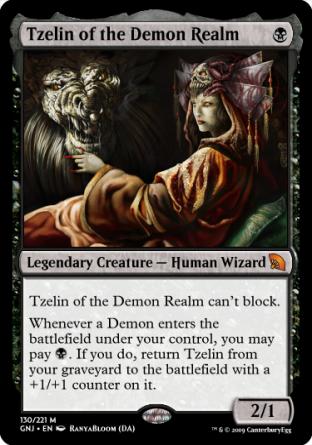 Tzelin of the Demon Realm
Legendary Creature — Human Wizard
Tzelin of the Demon Realm can't block.
Whenever a Demon enters the
battlefield under your control, you may
pay . If you do, return Tzelin from
your graveyard to the battlefield with a
+1/+1 counter on it.
2/1
130/221 M
GNJ • EN RanyaBloom (DA)
™ & © 2019 CanterburyEgg